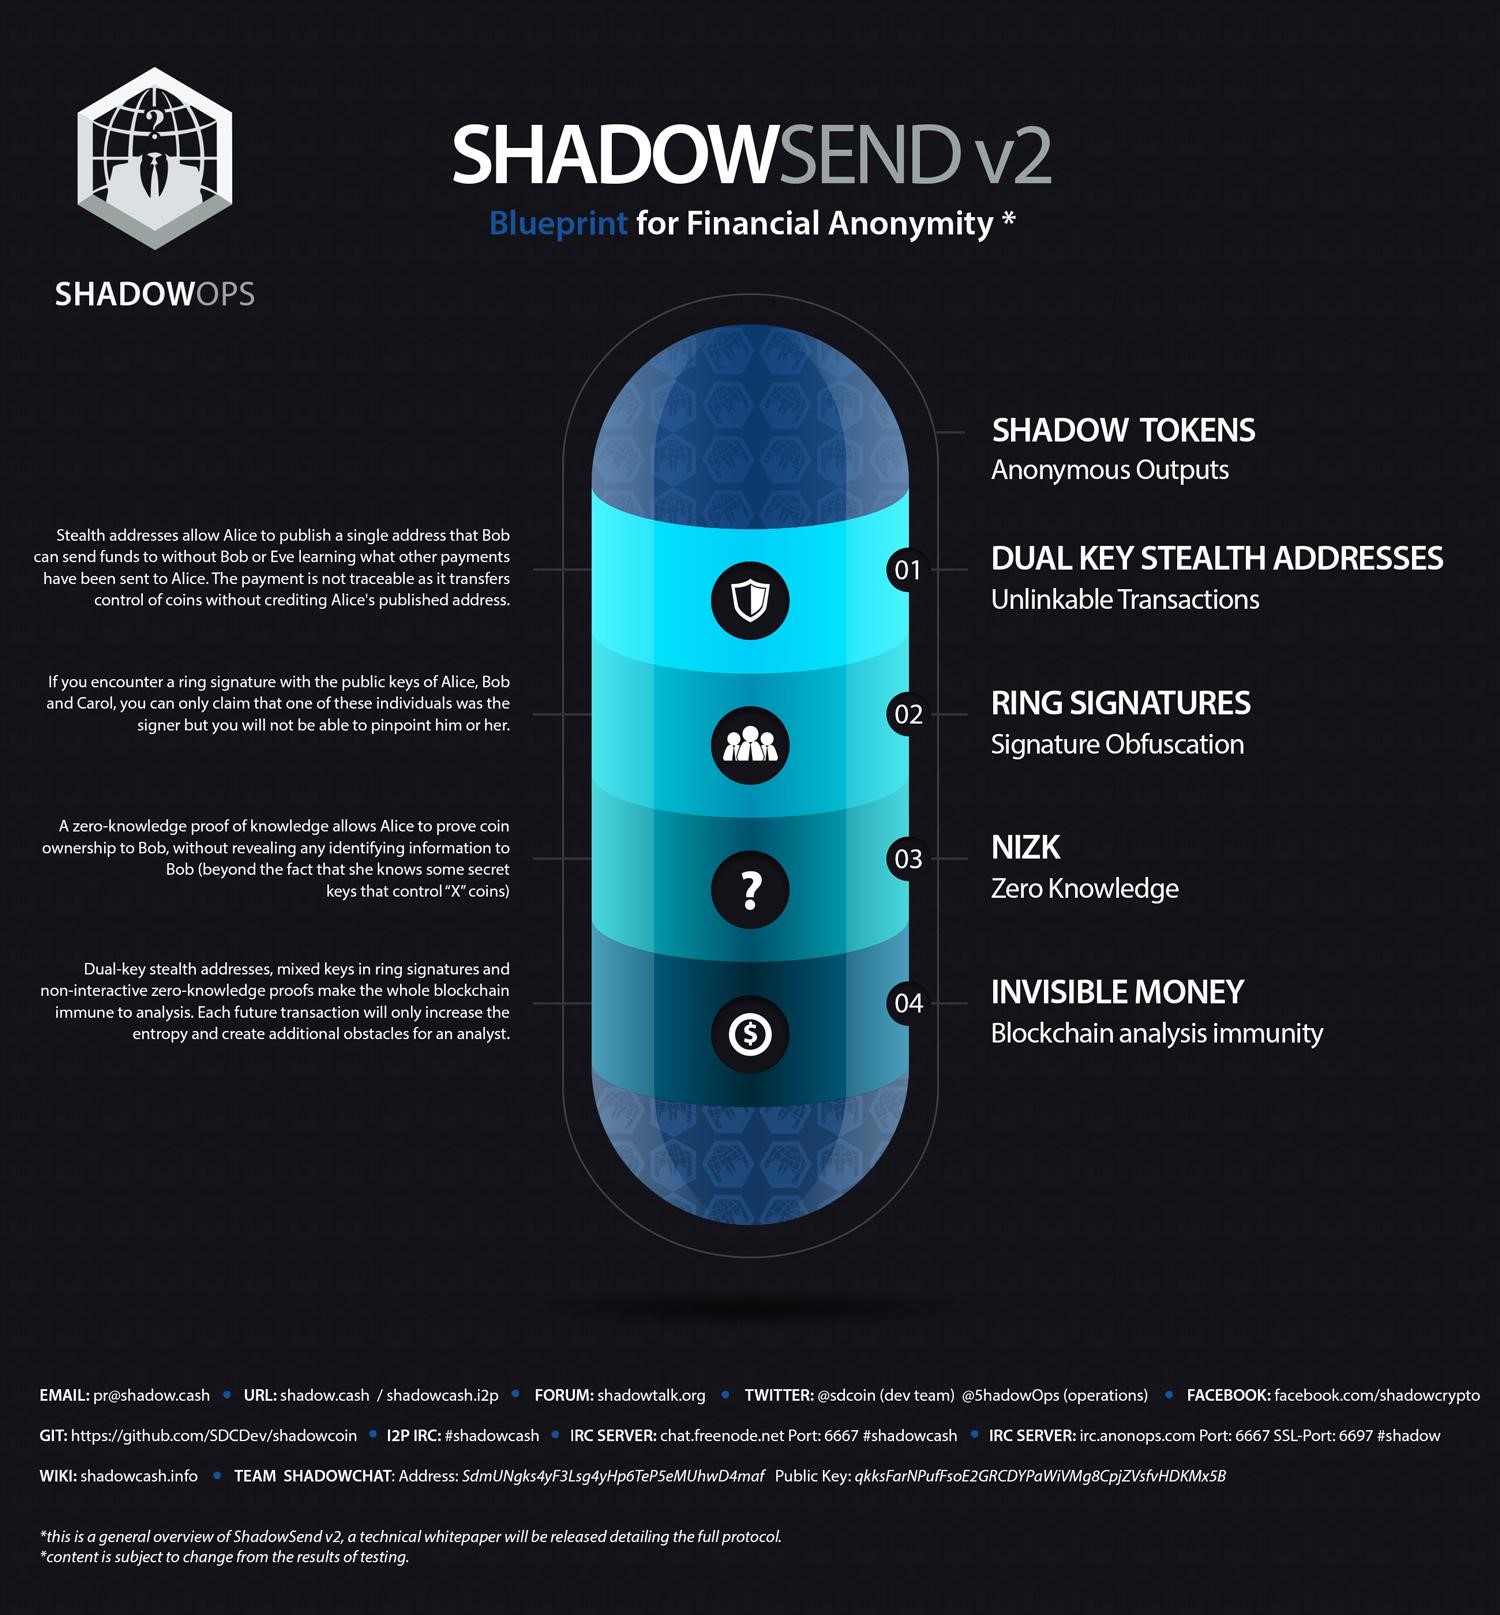 SHADOWSEND v2
Blueprint for Financial Anonymity *
?
SHADOWOPS
SHADOW TOKENS
Anonymous Outputs
Stealth addresses allow Alice to publish a single address that Bob
can send funds to without Bob or Eve learning what other payments
have been sent to Alice. The payment is not traceable as it transfers
control of coins without crediting Alice's published address.
01
DUAL KEY STEALTH ADDRESSES
Unlinkable Transactions
If you encounter a ring signature with the public keys of Alice, Bob
and Carol, you can only claim that one of these individuals was the
signer but you will not be able to pinpoint him or her.
02
RING SIGNATURES
Signature Obfuscation
A zero-knowledge proof of knowledge allows Alice to prove coin
ownership to Bob, without revealing any identifying information to
Bob (beyond the fact that she knows some secret
keys that control “X” coins)
?
03
NIZK
Zero Knowledge
Dual-key stealth addresses, mixed keys in ring signatures and
non-interactive zero-knowledge proofs make the whole blockchain
immune to analysis. Each future transaction will only increase the
entropy and create additional obstacles for an analyst.
$
04
INVISIBLE MONEY
Blockchain analysis immunity
EMAIL: pr@shadow.cash • URL: shadow.cash / shadowcash.i2p • FORUM: shadowtalk.org • TWITTER: @sdcoin (dev team) @5hadowOps (operations) • FACEBOOK: facebook.com/shadowcrypto
GIT: https://github.com/SDCDev/shadowcoin • I2P IRC: #shadowcash • IRC SERVER: chat.freenode.net Port: 6667 #shadowcash • IRC SERVER: irc.anonops.com Port: 6667 SSL-Port: 6697 #shadow
WIKI: shadowcash.info • TEAM SHADOWCHAT: Address: SdmUNgks4yF3Lsg4yHp6TeP5eMUhwD4maf Public Key: qkksFarNPufFsoE2GRCDYPaWiVMg8CpjZVsfvHDKMx5B
*this is a general overview of ShadowSend v2, a technical whitepaper will be released detailing the full protocol.
*content is subject to change from the results of testing.